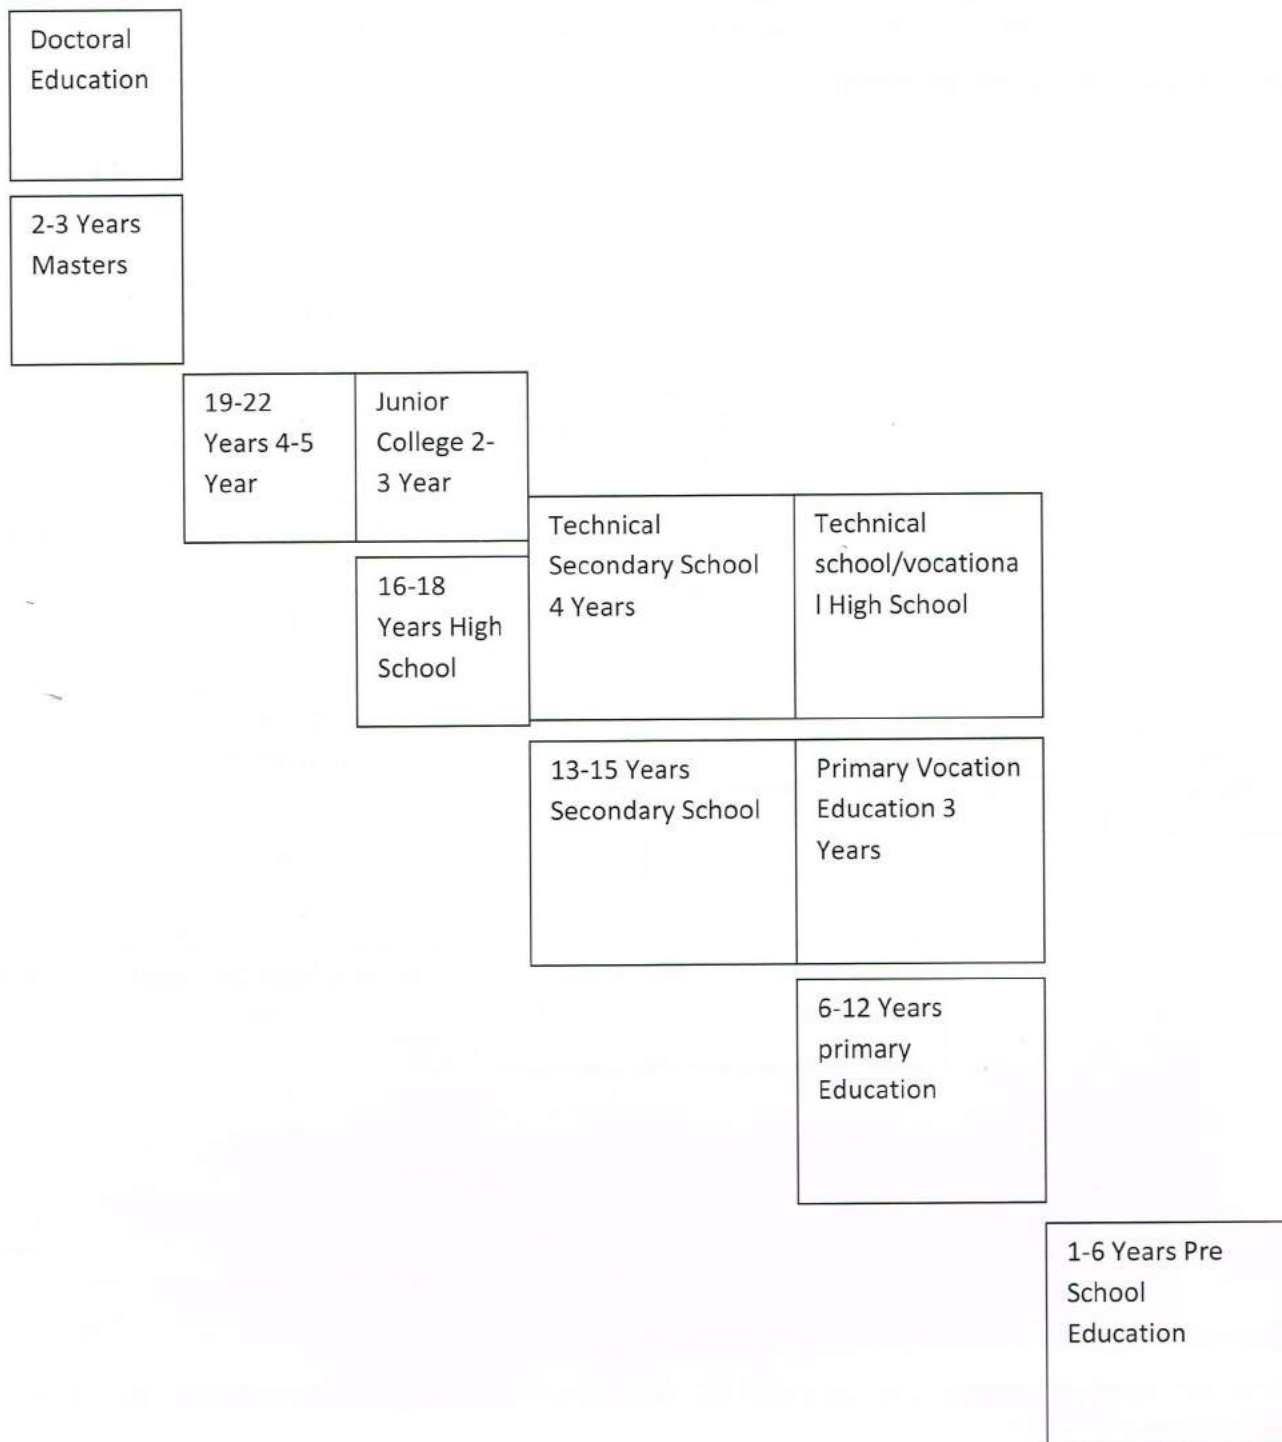 Doctoral
Education
2-3 Years
Masters
19-22
Years 4-5
Year
Junior
College 2-
3 Year
16-18
Years High
School
Technical
Secondary School
4 Years
Technical
school/vocationa
l High School
13-15 Years
Secondary School
Primary Vocation
Education 3
Years
6-12 Years
primary
Education
1-6 Years Pre
School
Education